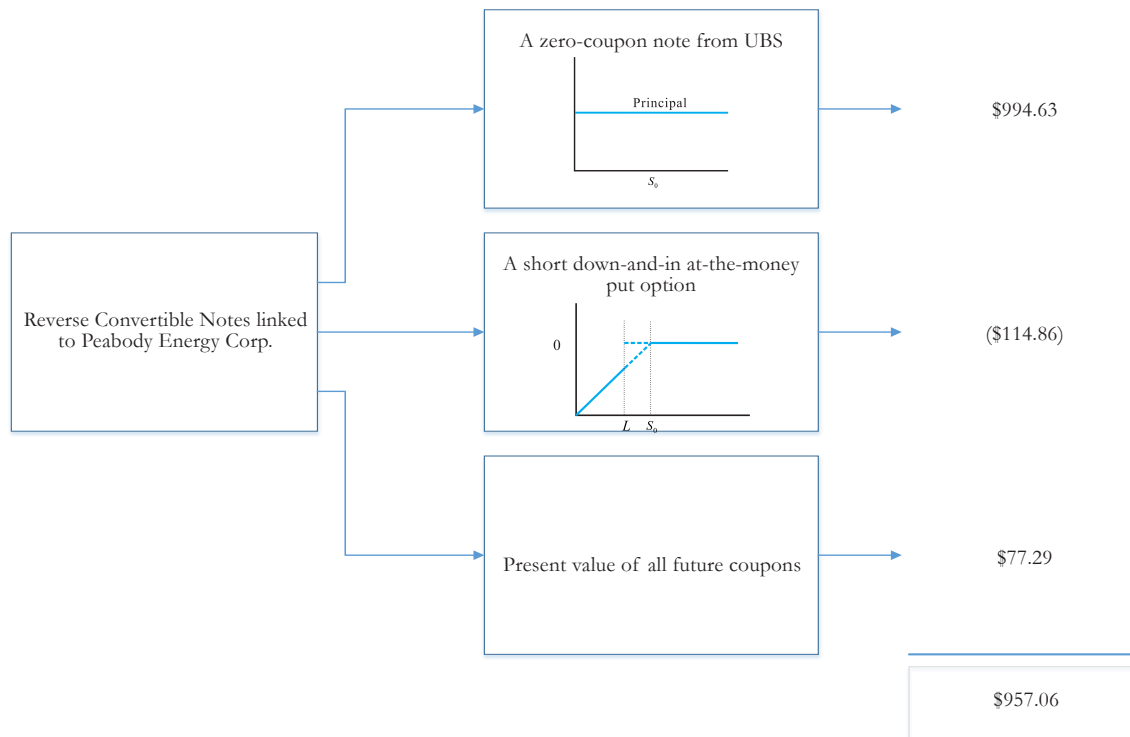 A zero-coupon note from UBS
Principal
S₀
$994.63
Reverse Convertible Notes linked
to Peabody Energy Corp.
A short down-and-in at-the-money
put option
0
L S₀
($114.86)
Present value of all future coupons
$77.29
$957.06